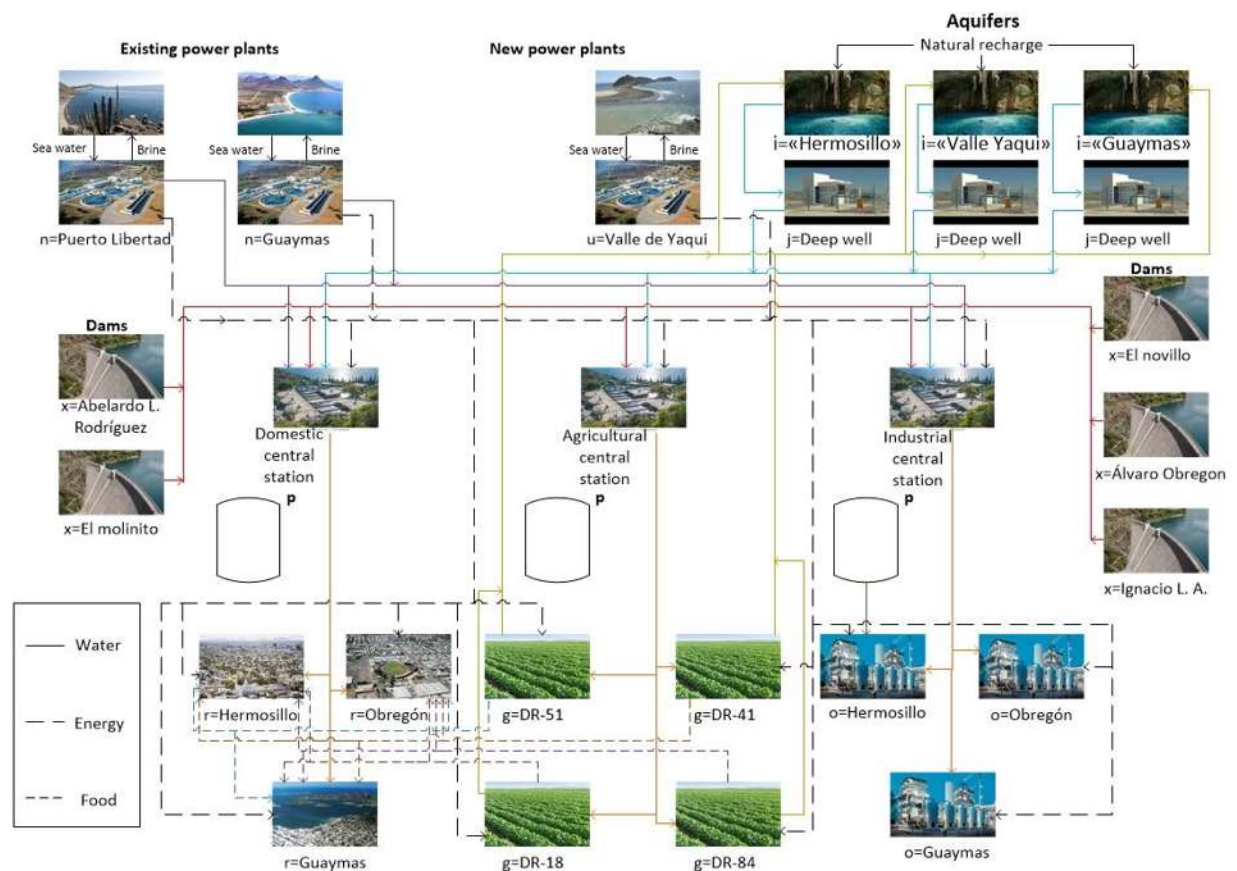 Aquifers
Existing power plants
New power plants
Natural recharge
Sea water
Brine
Sea water
Brine
Sea water
Brine
i=«Hermosillo»
i=«Valle Yaqui»
i=«Guaymas»
n=Puerto Libertad
n=Guaymas
u=Valle de Yaqui
j=Deep well
j=Deep well
j=Deep well
Dams
Dams
x=El novillo
x=Abelardo L.
Rodríguez
Domestic
central
station
p
Agricultural
central
station
p
Industrial
central
station
p
x=Álvaro Obregon
x=El molinito
x=Ignacio L. A.
Water
Energy
Food
r=Hermosillo
r=Obregón
g=DR-51
g=DR-41
o=Hermosillo
o=Obregón
r=Guaymas
g=DR-18
g=DR-84
o=Guaymas